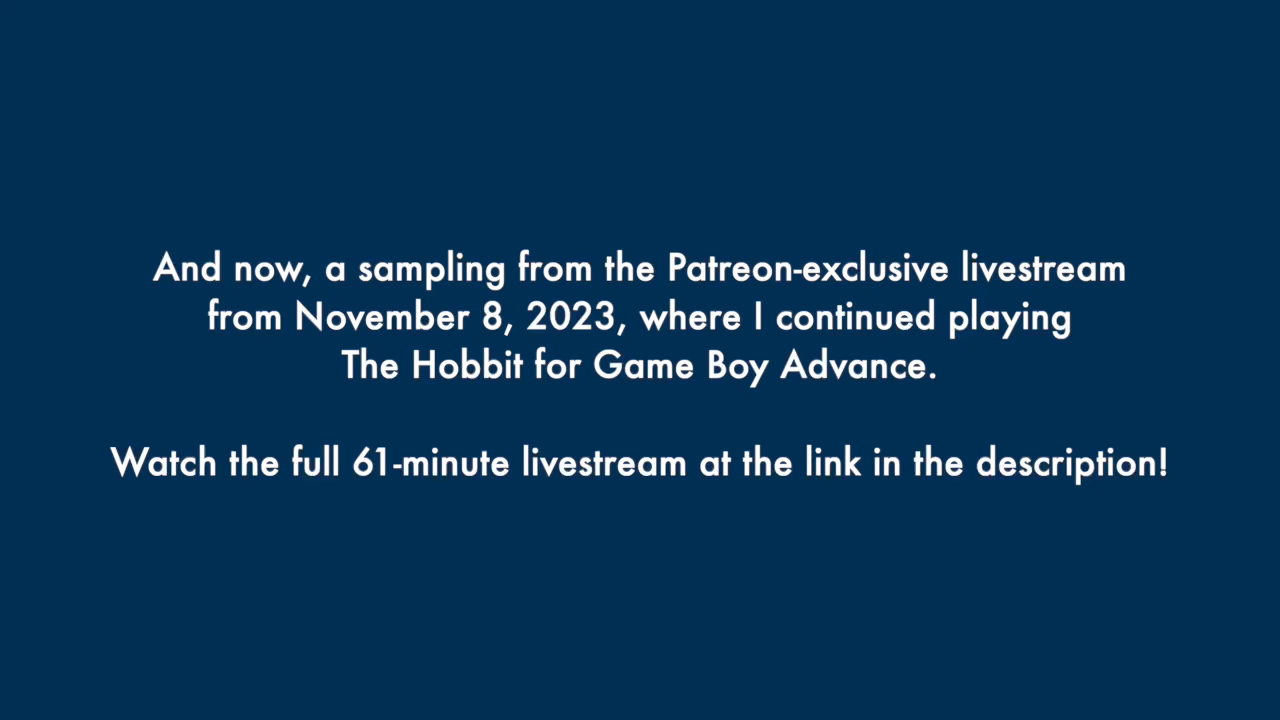 And now, a sampling from the Patreon-exclusive livestream
from November 8, 2023, where I continued playing
The Hobbit for Game Boy Advance.
Watch the full 61-minute livestream at the link in the description!